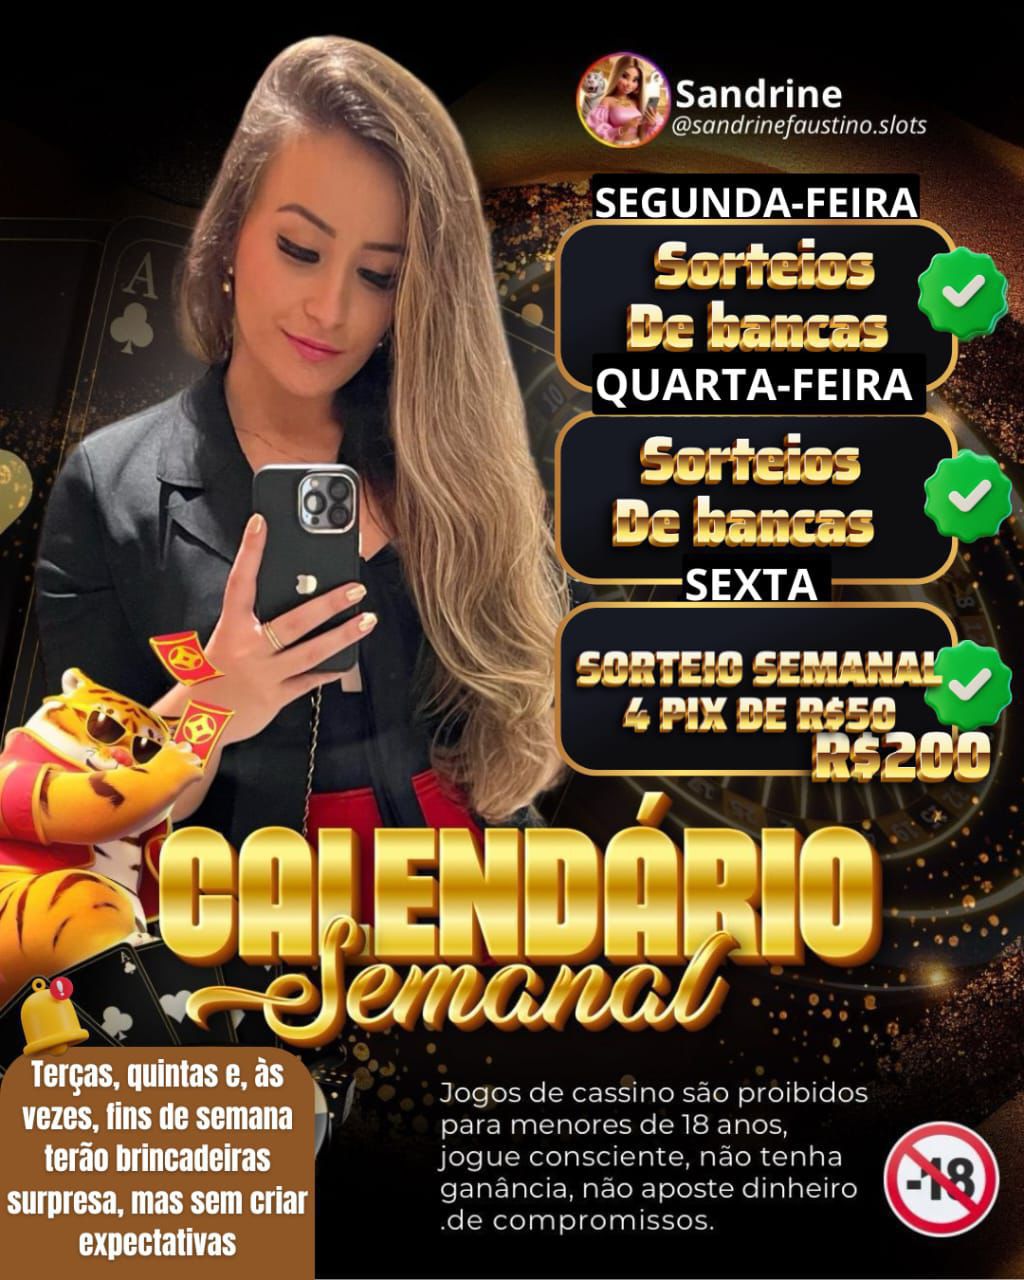 Sandrine
@sandrinefaustino.slots
SEGUNDA-FEIRA
Sorteios
De bancas
QUARTA-FEIRA
Sorteios
De bancas
SEXTA
SORTEIO SEMANAL
4 PIX DE R$50
R$200
CALENDÁRIO
Semanal
Terças, quintas e, às
vezes, fins de semana
terão brincadeiras
surpresa, mas sem criar
expectativas
Jogos de cassino são proibidos
para menores de 18 anos,
jogue consciente, não tenha
ganância, não aposte dinheiro
.de compromissos.
-18
A